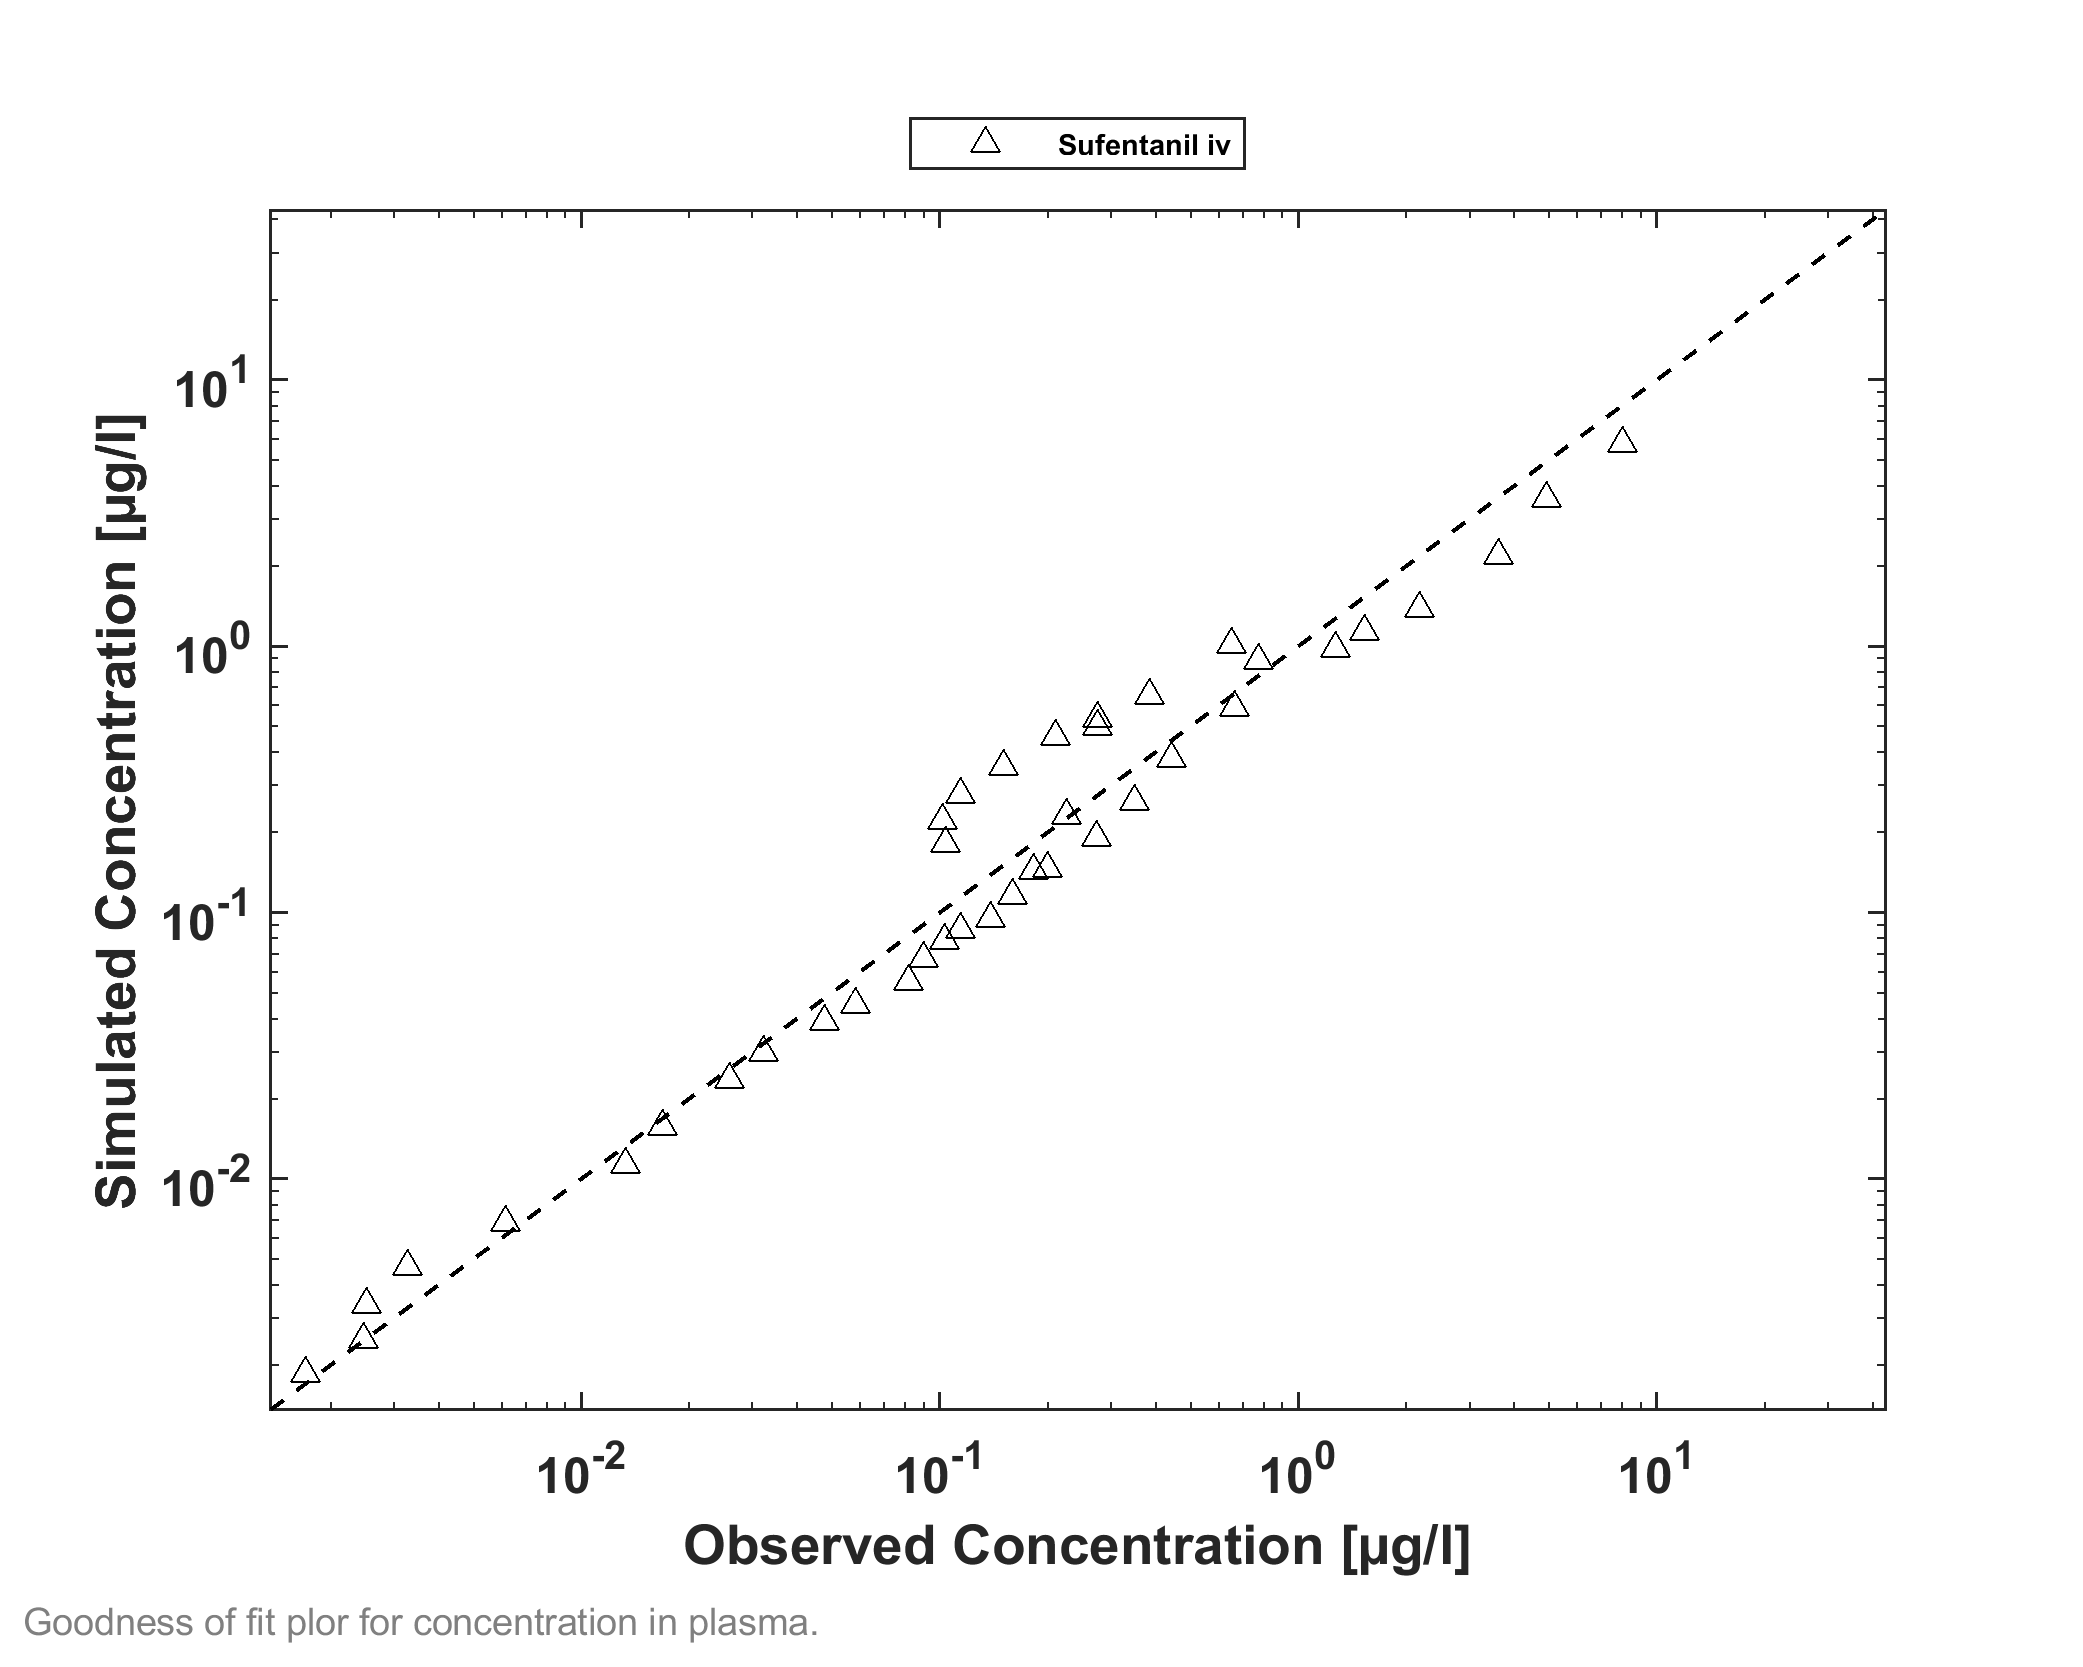 Sufentanil iv
10^1
10^0
10^-1
10^-2
Simulated Concentration [µg/l]
10^-2
10^-1
10^0
10^1
Observed Concentration [µg/l]
Goodness of fit plor for concentration in plasma.